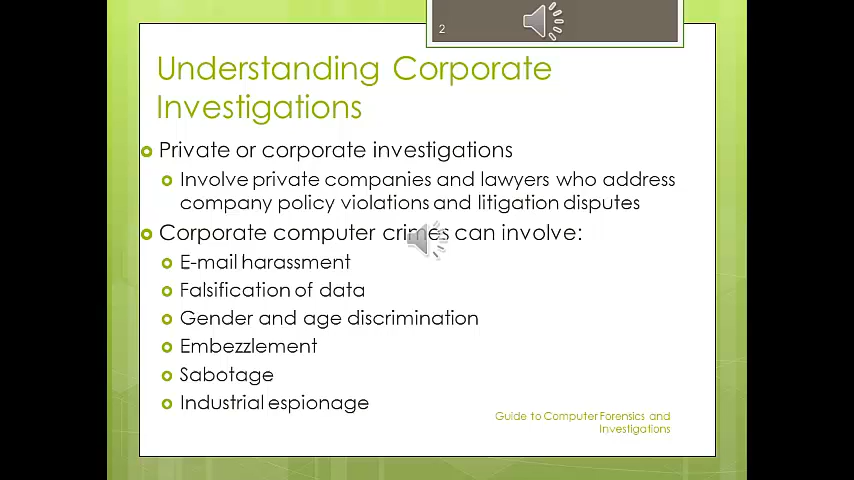 2
Understanding Corporate
Investigations
Private or corporate investigations
Involve private companies and lawyers who address
company policy violations and litigation disputes
Corporate computer crimes can involve:
E-mail harassment
Falsification of data
Gender and age discrimination
Embezzlement
Sabotage
Industrial espionage
Guide to Computer Forensics and
Investigations